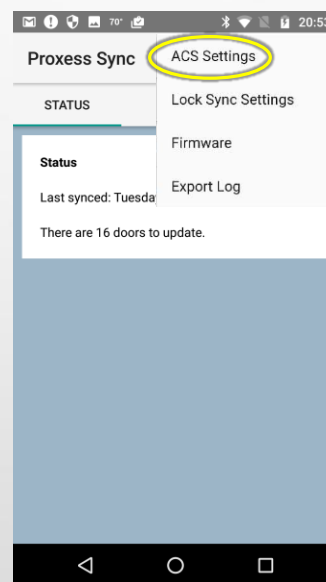 70° 20:53
Proxess Sync
ACS Settings
STATUS
Lock Sync Settings
Firmware
Export Log
Status
Last synced: Tuesday
There are 16 doors to update.